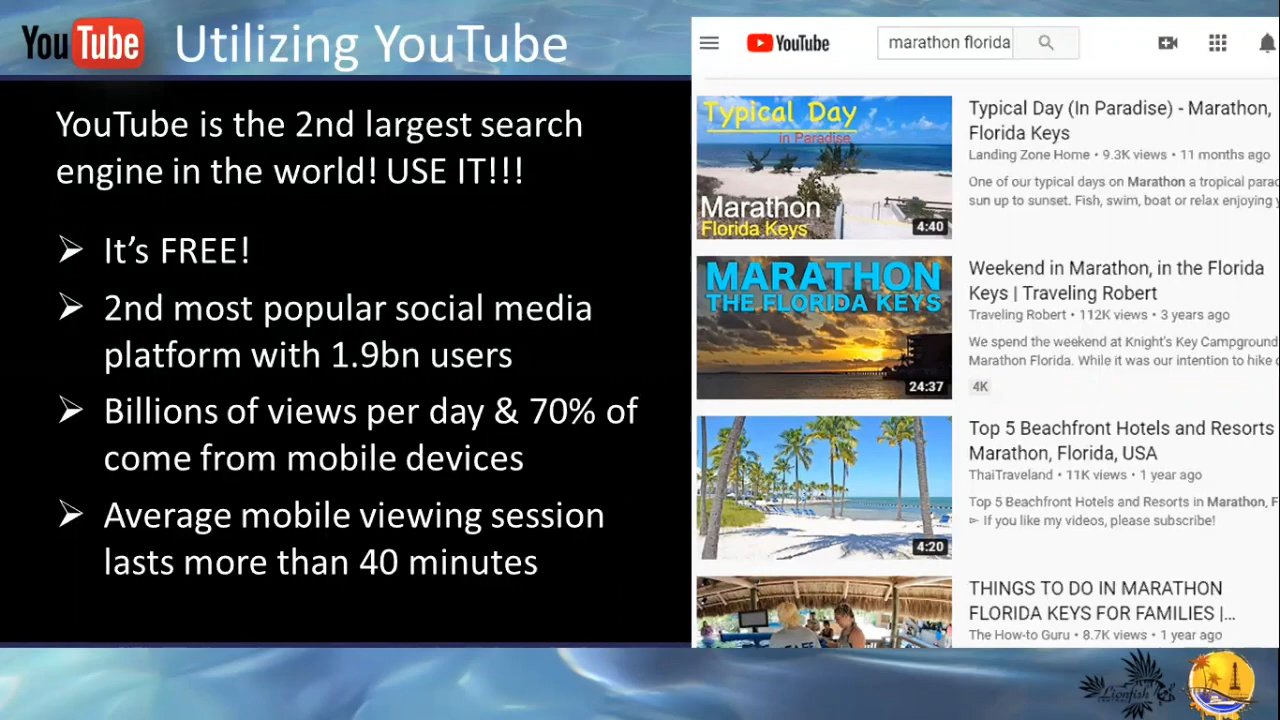 YouTube Utilizing YouTube
YouTube is the 2nd largest search
engine in the world! USE IT!!!
➢ It's FREE!
➢ 2nd most popular social media
platform with 1.9bn users
➢ Billions of views per day & 70% of
come from mobile devices
➢ Average mobile viewing session
lasts more than 40 minutes
YouTube marathon florida
Typical Day
in Paradise
Marathon
Florida Keys
4:40
Typical Day (In Paradise) - Marathon,
Florida Keys
Landing Zone Home • 9.3K views • 11 months ago
One of our typical days on Marathon a tropical parad
sun up to sunset. Fish, swim, boat or relax enjoying y
MARATHON
THE FLORIDA KEYS
24:37
Weekend in Marathon, in the Florida
Keys | Traveling Robert
Traveling Robert • 112K views • 3 years ago
We spend the weekend at Knight's Key Campground
Marathon Florida. While it was our intention to hike
4K
4:20
Top 5 Beachfront Hotels and Resorts
Marathon, Florida, USA
ThaiTraveland • 11K views • 1 year ago
Top 5 Beachfront Hotels and Resorts in Marathon, F
➢ If you like my videos, please subscribe!
THINGS TO DO IN MARATHON
FLORIDA KEYS FOR FAMILIES |...
The How-to Guru • 8.7K views • 1 year ago
Lionfish